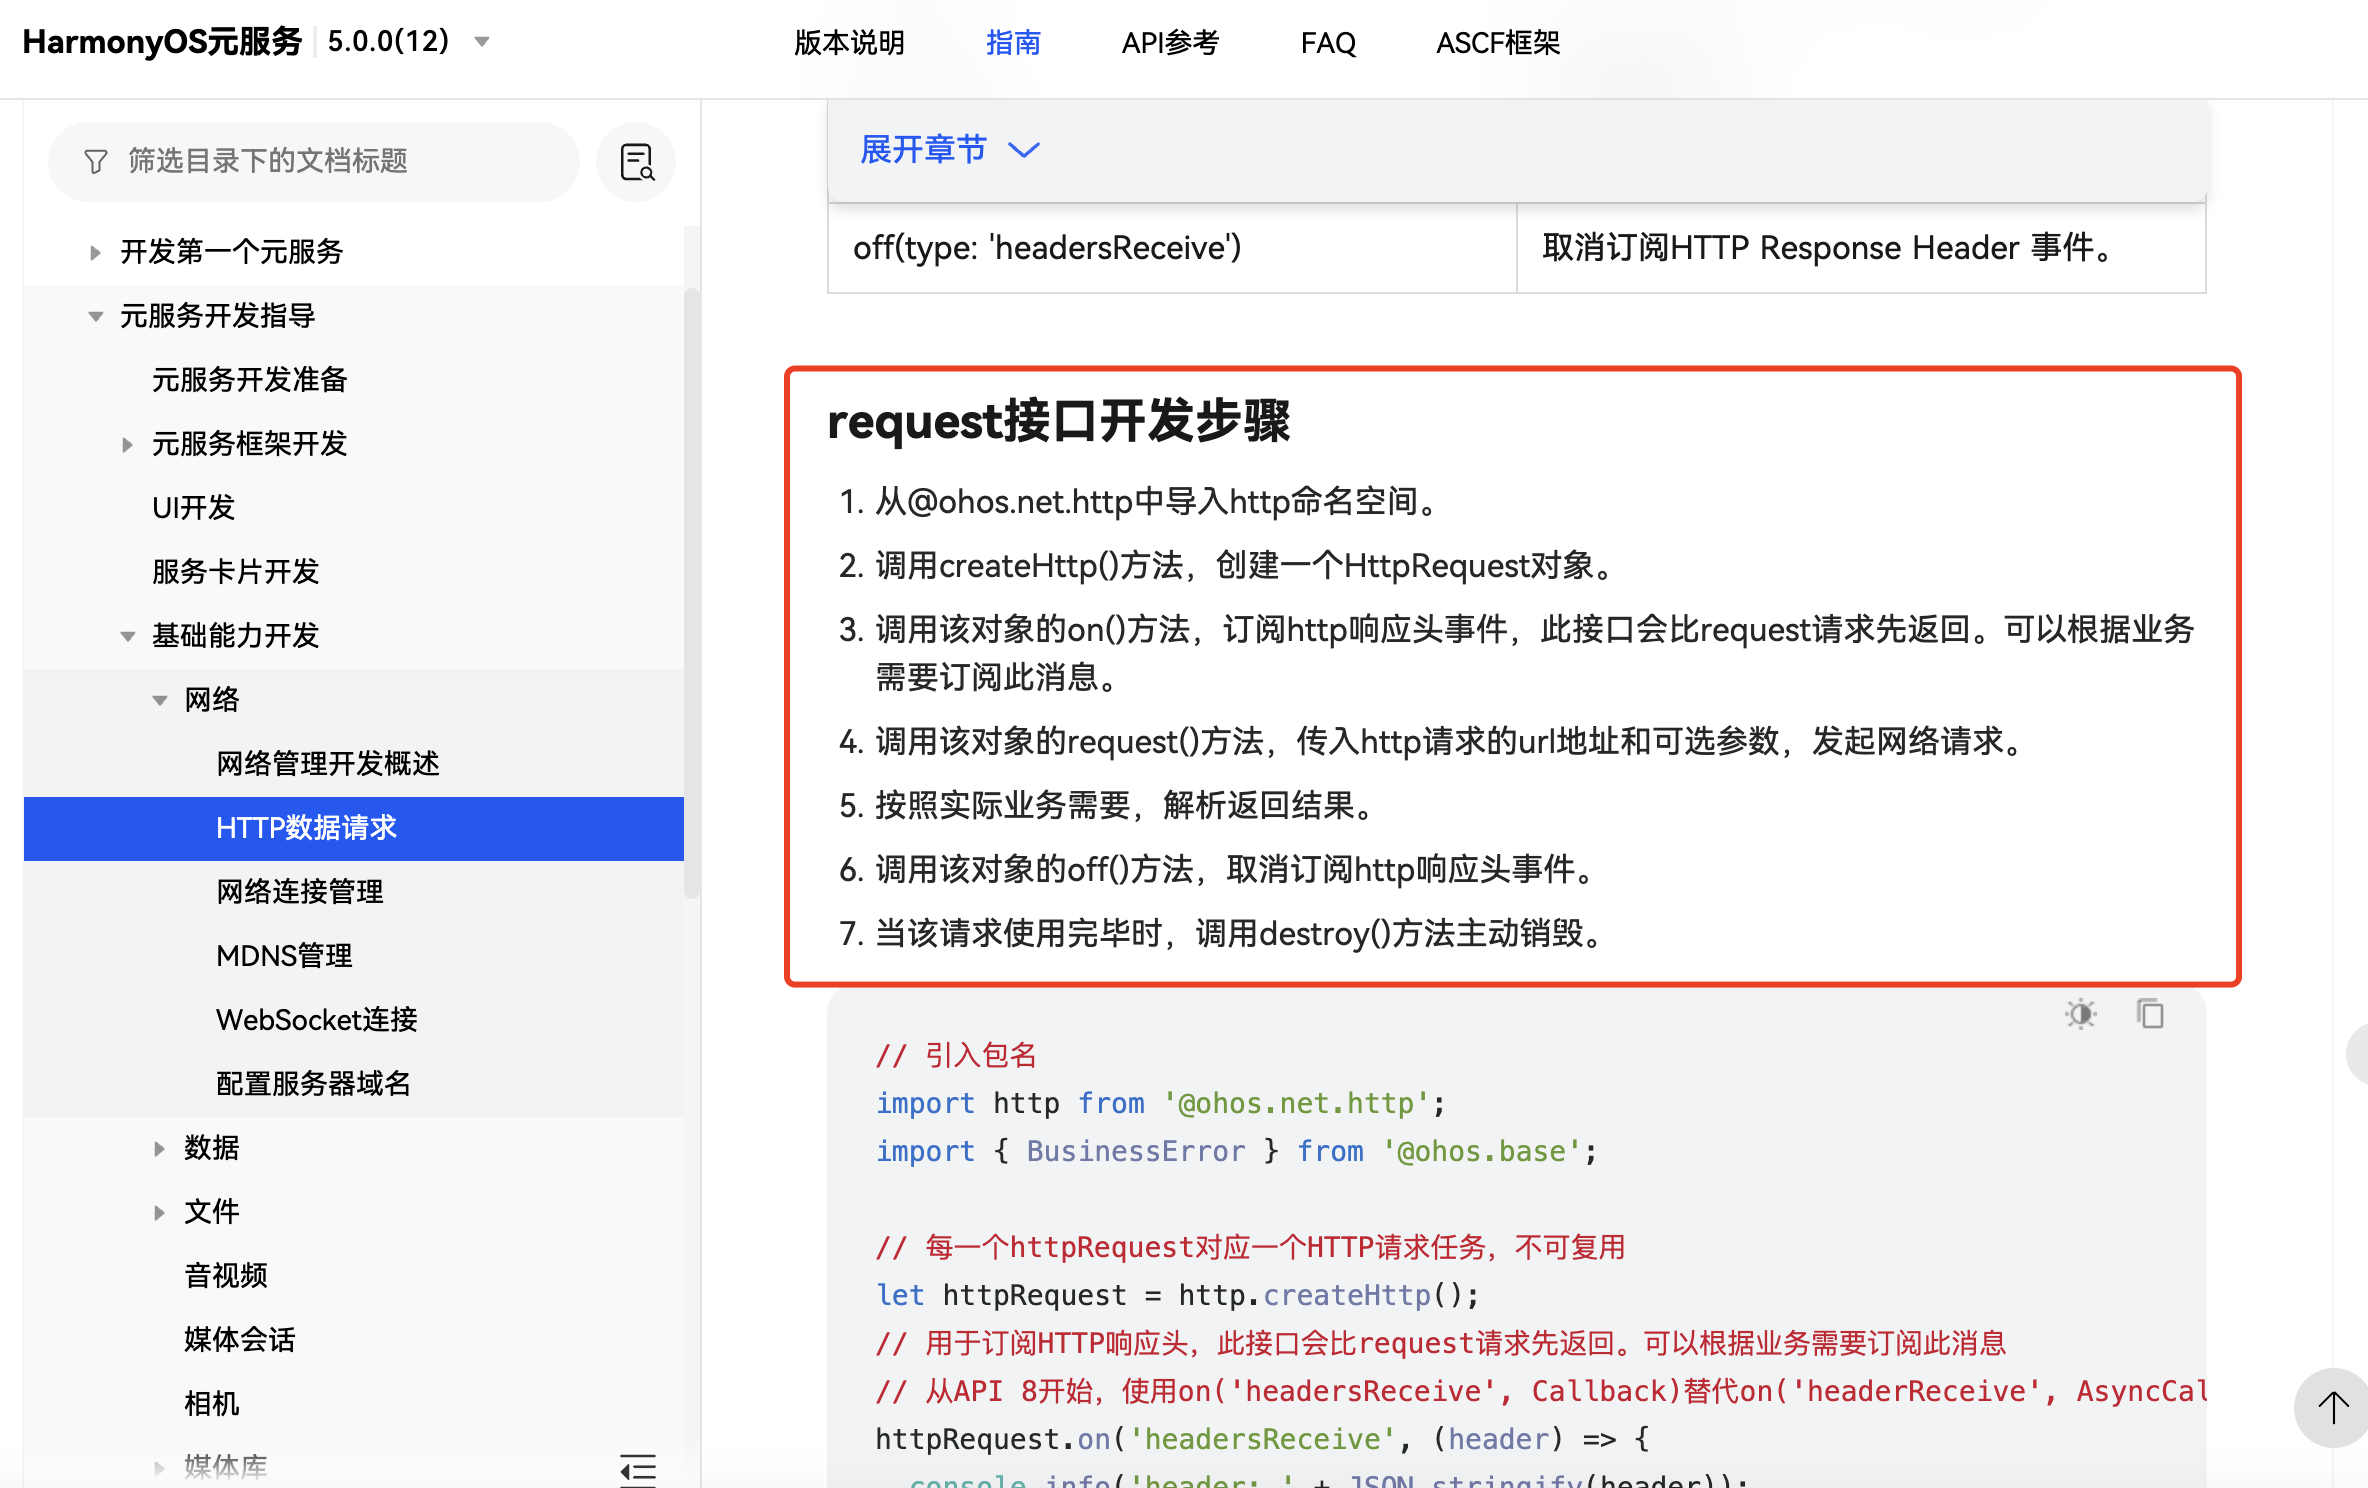 HarmonyOS元服务 5.0.0(12)
版本说明 指南 API参考 FAQ ASCF框架
筛选目录下的文档标题
开发第一个元服务
元服务开发指导
元服务开发准备
元服务框架开发
UI开发
服务卡片开发
基础能力开发
网络
网络管理开发概述
HTTP数据请求
网络连接管理
MDNS管理
WebSocket连接
配置服务器域名
数据
文件
音视频
媒体会话
相机
媒体库
展开章节
off(type: 'headersReceive') 取消订阅HTTP Response Header 事件。
request接口开发步骤
1. 从@ohos.net.http中导入http命名空间。
2. 调用createHttp()方法，创建一个HttpRequest对象。
3. 调用该对象的on()方法，订阅http响应头事件，此接口会比request请求先返回。可以根据业务
需要订阅此消息。
4. 调用该对象的request()方法，传入http请求的url地址和可选参数，发起网络请求。
5. 按照实际业务需要，解析返回结果。
6. 调用该对象的off()方法，取消订阅http响应头事件。
7. 当该请求使用完毕时，调用destroy()方法主动销毁。
// 引入包名
import http from '@ohos.net.http';
import { BusinessError } from '@ohos.base';
// 每一个httpRequest对应一个HTTP请求任务，不可复用
let httpRequest = http.createHttp();
// 用于订阅HTTP响应头，此接口会比request请求先返回。可以根据业务需要订阅此消息
// 从API 8开始，使用on('headersReceive', Callback)替代on('headerReceive', AsyncCal
httpRequest.on('headersReceive', (header) => {
console.info('header: ' + JSON.stringify(header));